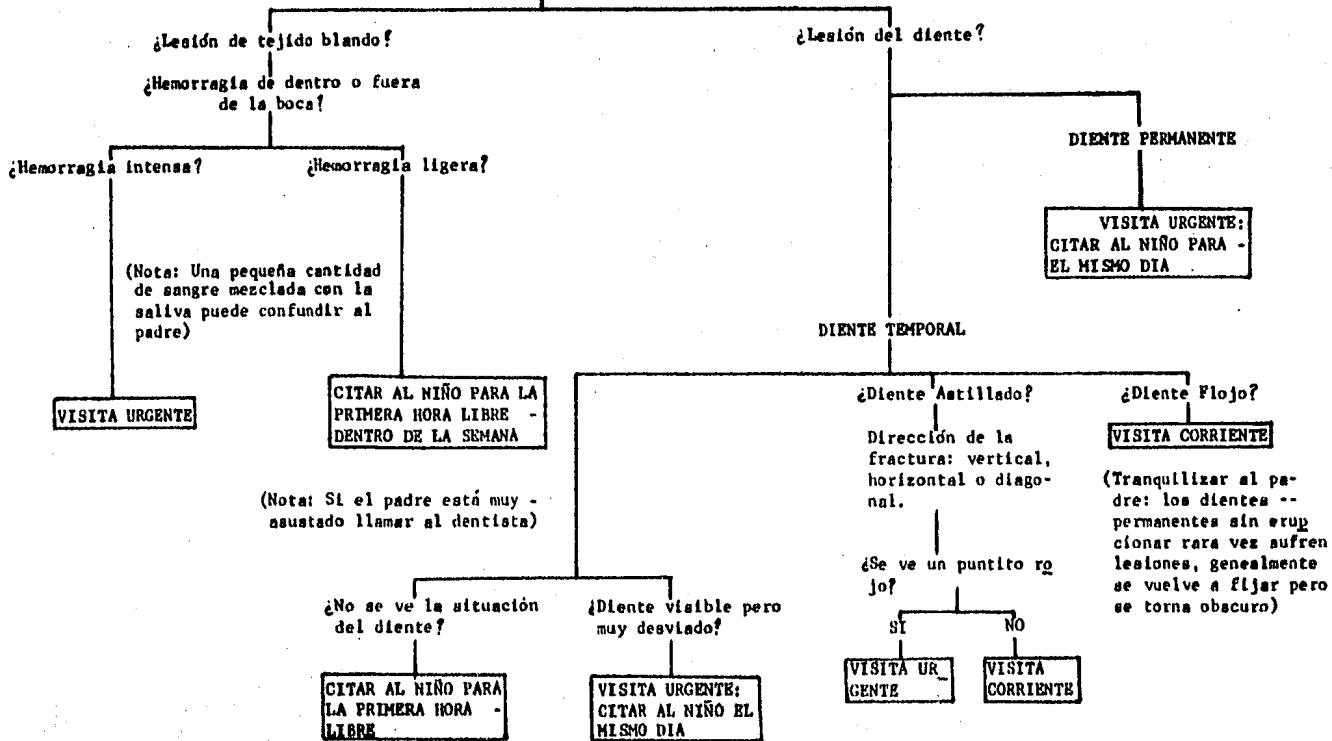 ¿Lesión de tejido blando?
¿Hemorragia de dentro o fuera
de la boca?
¿Hemorragia intensa?
¿Hemorragia ligera?
(Nota: Una pequeña cantidad
de sangre mezclada con la
saliva puede confundir al
padre)
VISITA URGENTE
CITAR AL NIÑO PARA LA
PRIMERA HORA LIBRE -
DENTRO DE LA SEMANA
¿Lesión del diente?
DIENTE PERMANENTE
VISITA URGENTE:
CITAR AL NIÑO PARA -
EL MISMO DIA
DIENTE TEMPORAL
(Nota: Si el padre está muy -
asustado llamar al dentista)
¿No se ve la situación
del diente?
CITAR AL NIÑO PARA
LA PRIMERA HORA -
LIBRE
¿Diente visible pero
muy desviado?
VISITA URGENTE:
CITAR AL NIÑO EL
MISMO DIA
¿Diente Astillado?
Dirección de la
fractura: vertical,
horizontal o diago-
nal.
¿Se ve un puntito ro
jo?
SI
NO
VISITA UR_
GENTE
VISITA
CORRIENTE
¿Diente Flojo?
VISITA CORRIENTE
(Tranquilizar al pa-
dre: los dientes --
permanentes sin erup
cionar rara vez sufren
lesiones, genealmente
se vuelve a fijar pero
se torna obscuro)